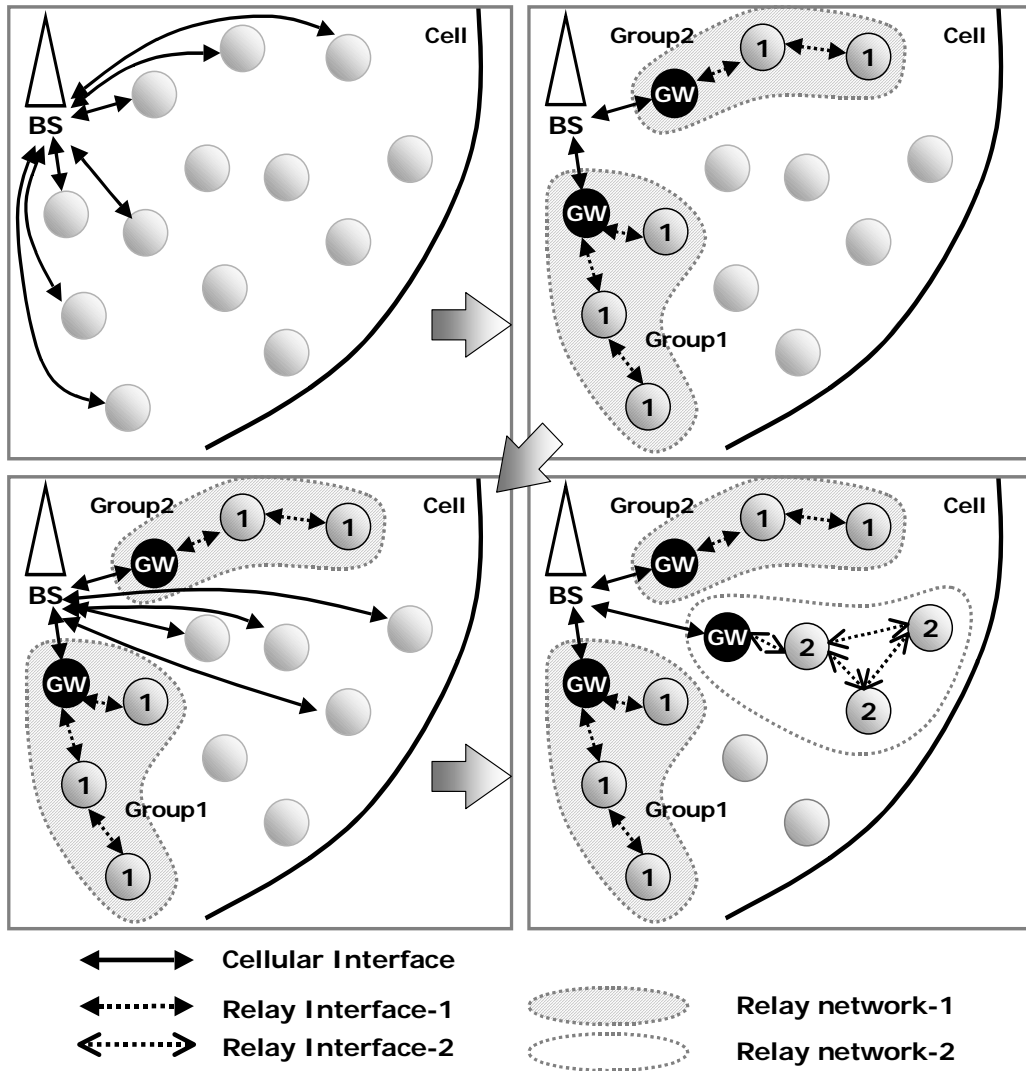 Cell
BS
Group2
1
1
Cell
GW
BS
GW
1
1
Group1
1
Group2
1
1
Cell
GW
BS
GW
1
1
Group1
1
Group2
1
1
Cell
GW
BS
GW
2
2
GW
1
2
1
Group1
1
Cellular Interface
Relay Interface-1
Relay network-1
Relay Interface-2
Relay network-2